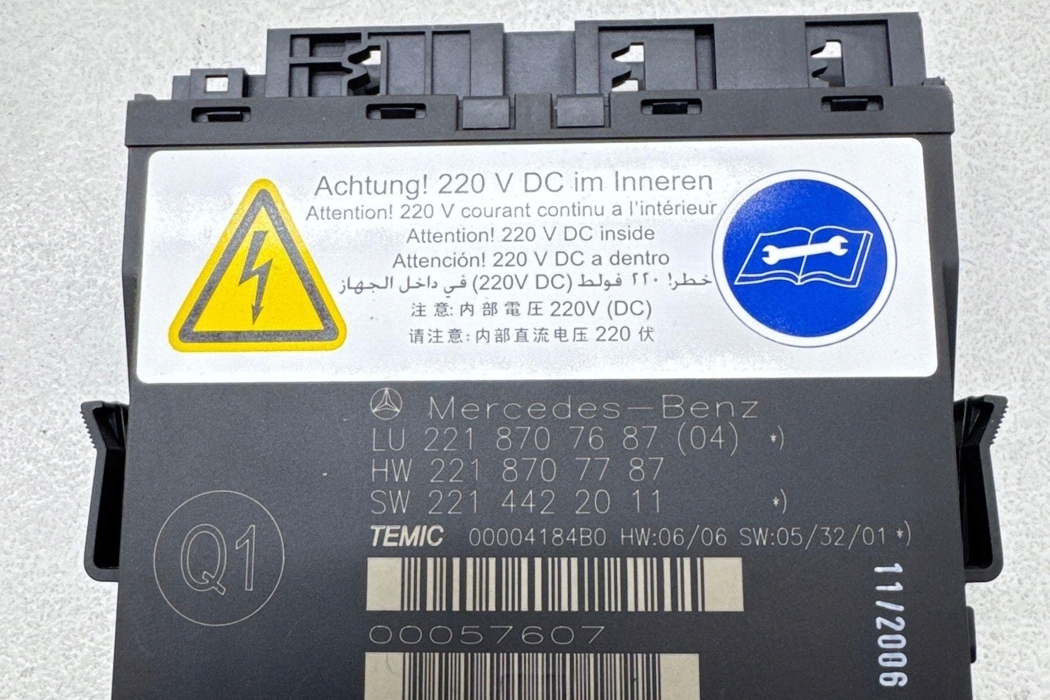 Achtung! 220 V DC im Inneren
Attention! 220 V courant continu a l'intérieur
Attention! 220 V DC inside
Attención! 220 V DC a dentro
خطر! ٢٢٠ فولط (220V DC) في داخل الجهاز
注意: 内部電圧 220V (DC)
请注意: 内部直流电压 220 伏
Mercedes-Benz
LU 221 870 76 87 (04) *)
HW 221 870 77 87
SW 221 442 20 11 *)
TEMIC 00004184B0 HW:06/06 SW:05/32/01 *)
Q1
00057607
11/2006